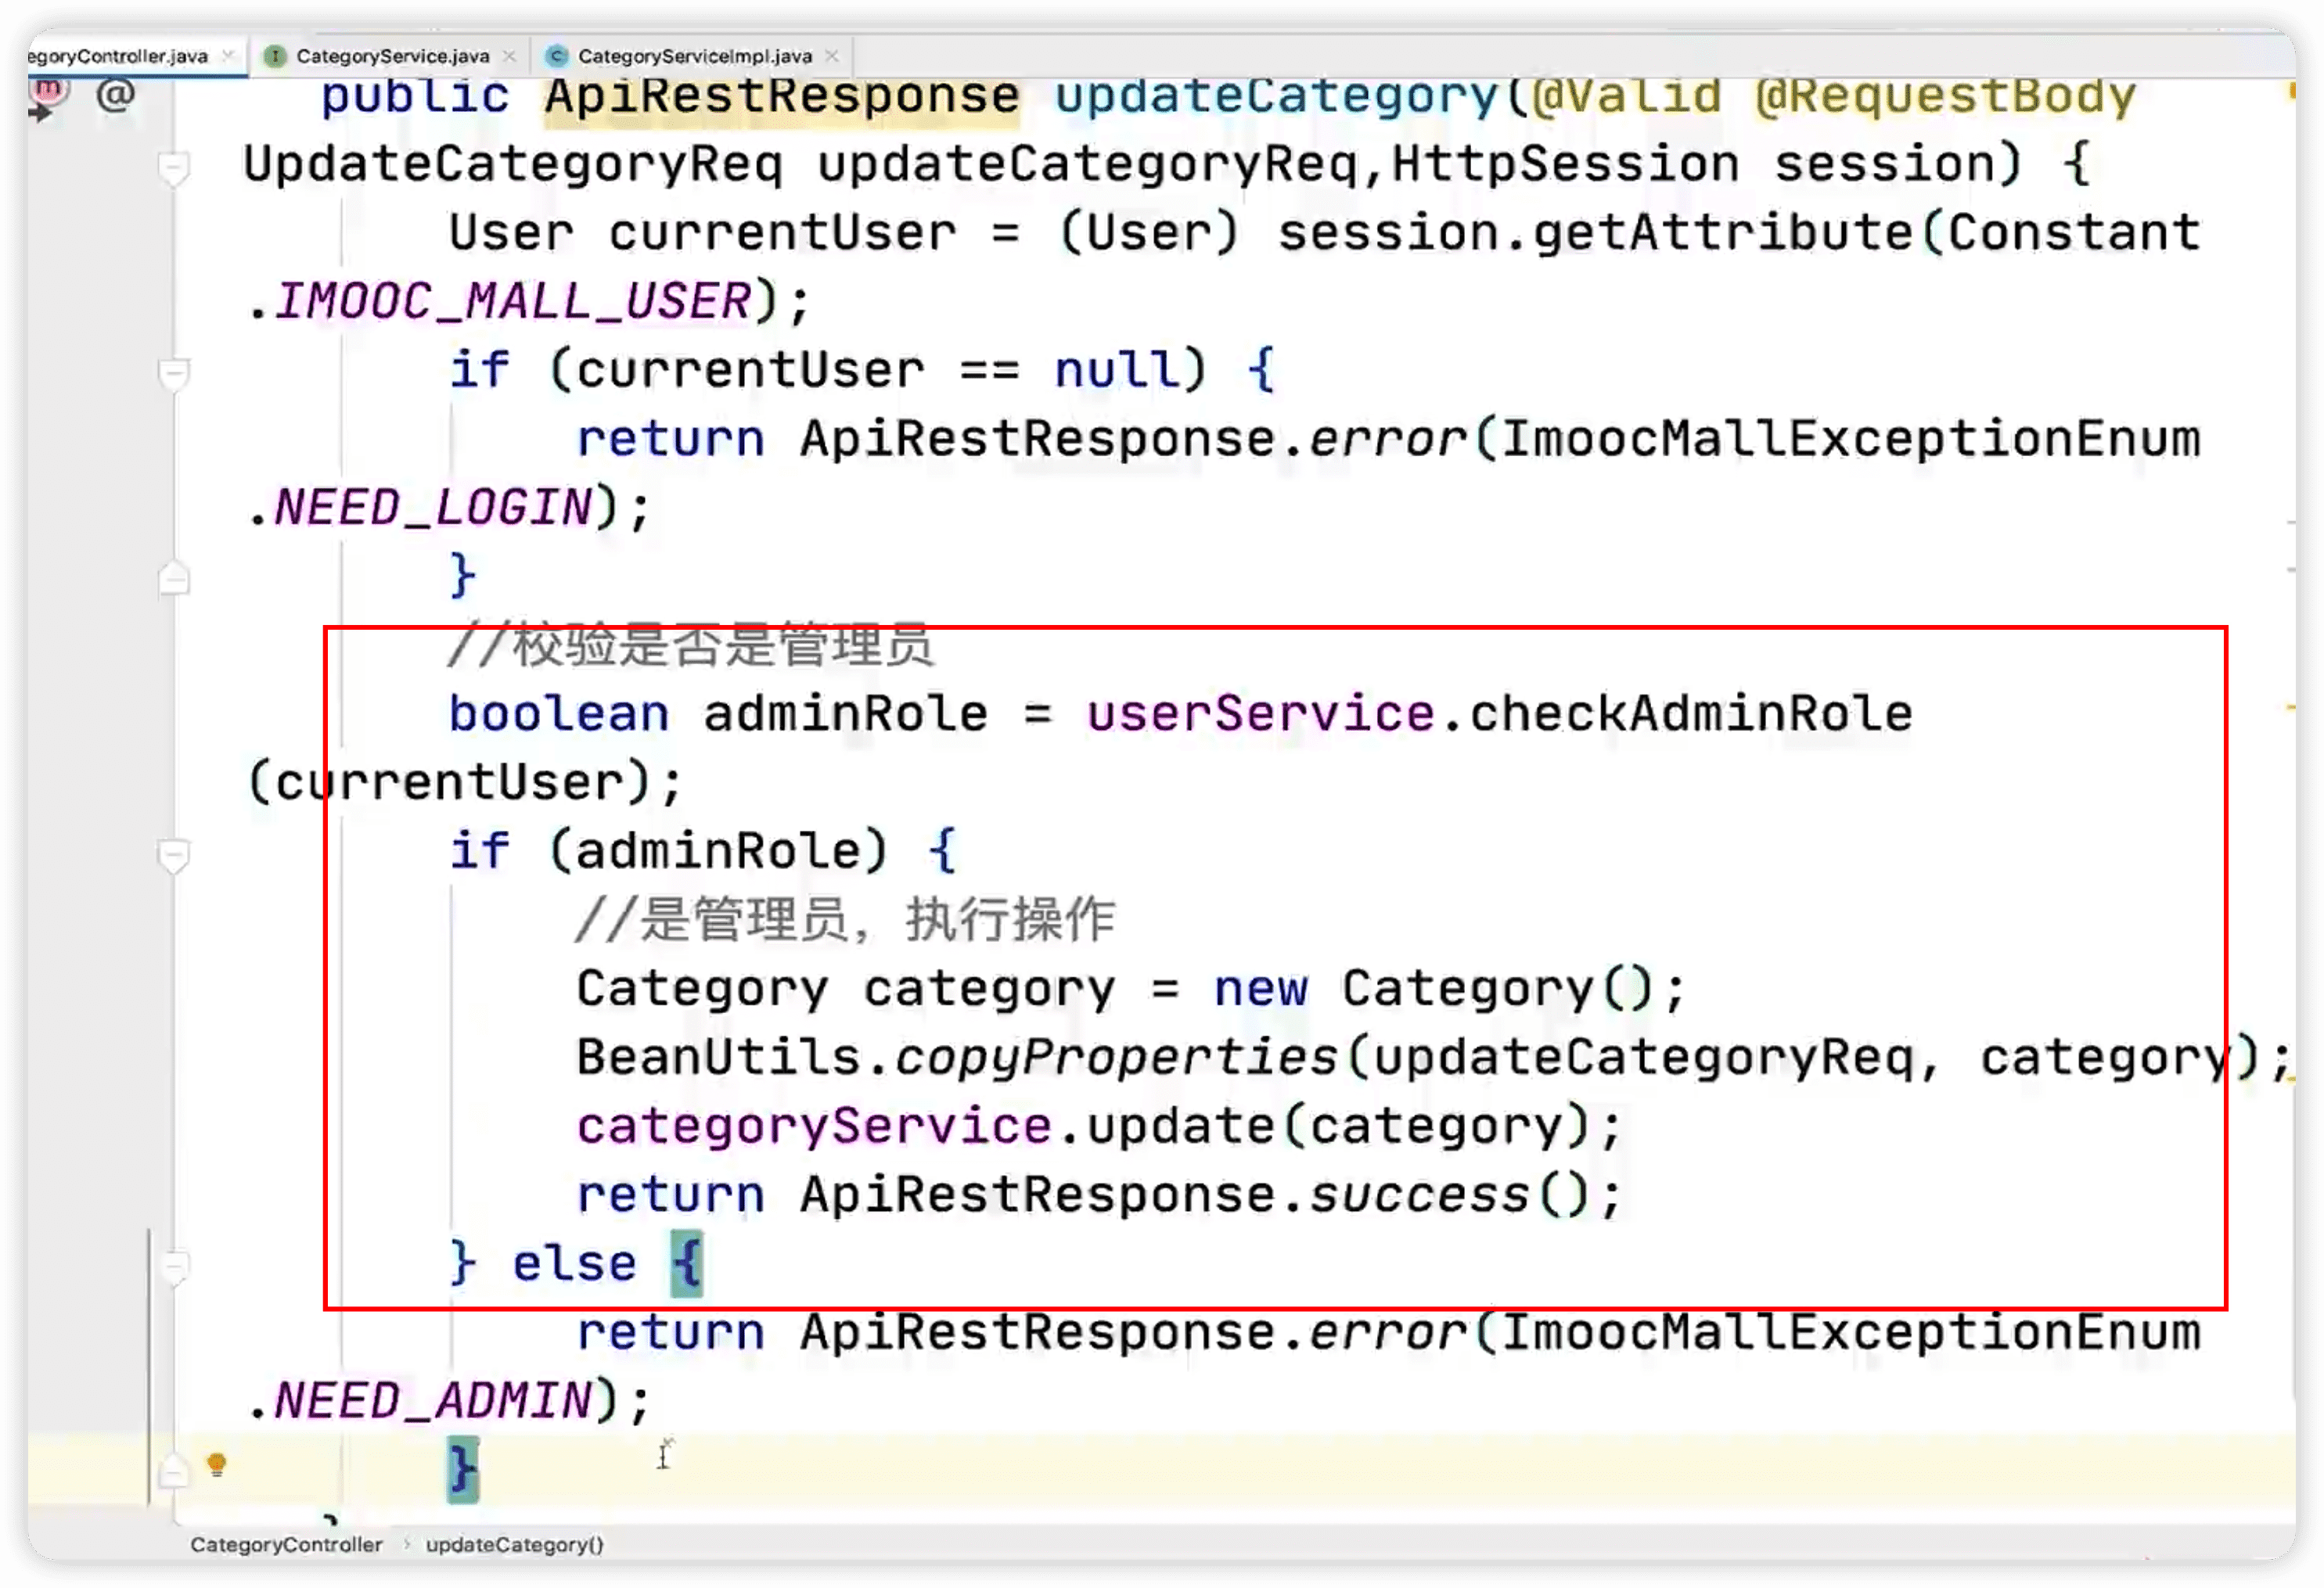 egoryController.java
CategoryService.java
CategoryServiceImpl.java
public ApiRestResponse updateCategory(@Valid @RequestBody
UpdateCategoryReq updateCategoryReq,HttpSession session) {
User currentUser = (User) session.getAttribute(Constant
.IMOOC_MALL_USER);
if (currentUser == null) {
return ApiRestResponse.error(ImoocMallExceptionEnum
.NEED_LOGIN);
}
//校验是否是管理员
boolean adminRole = userService.checkAdminRole
(currentUser);
if (adminRole) {
//是管理员，执行操作
Category category = new Category();
BeanUtils.copyProperties(updateCategoryReq, category);
categoryService.update(category);
return ApiRestResponse.success();
} else {
return ApiRestResponse.error(ImoocMallExceptionEnum
.NEED_ADMIN);
}
CategoryController › updateCategory()